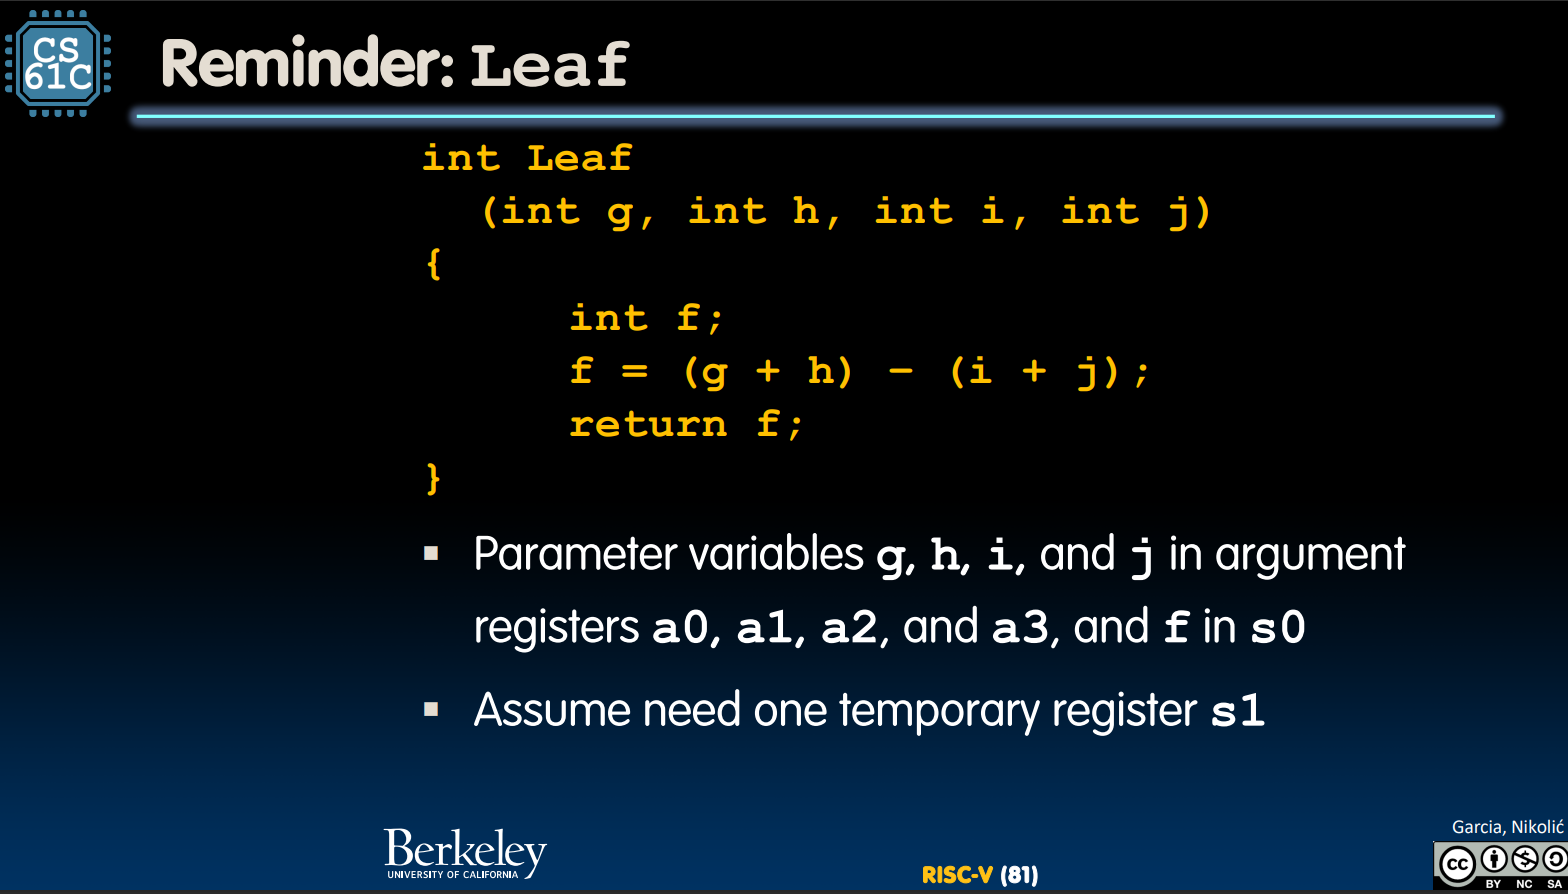 CS
61C
Reminder: Leaf
int Leaf
(int g, int h, int i, int j)
{
int f;
f = (g + h) – (i + j);
return f;
}
▪ Parameter variables g, h, i, and j in argument
registers a0, a1, a2, and a3, and f in s0
▪ Assume need one temporary register s1
Berkeley
UNIVERSITY OF CALIFORNIA
RISC-V (81)
Garcia, Nikolić
cc
BY NC SA